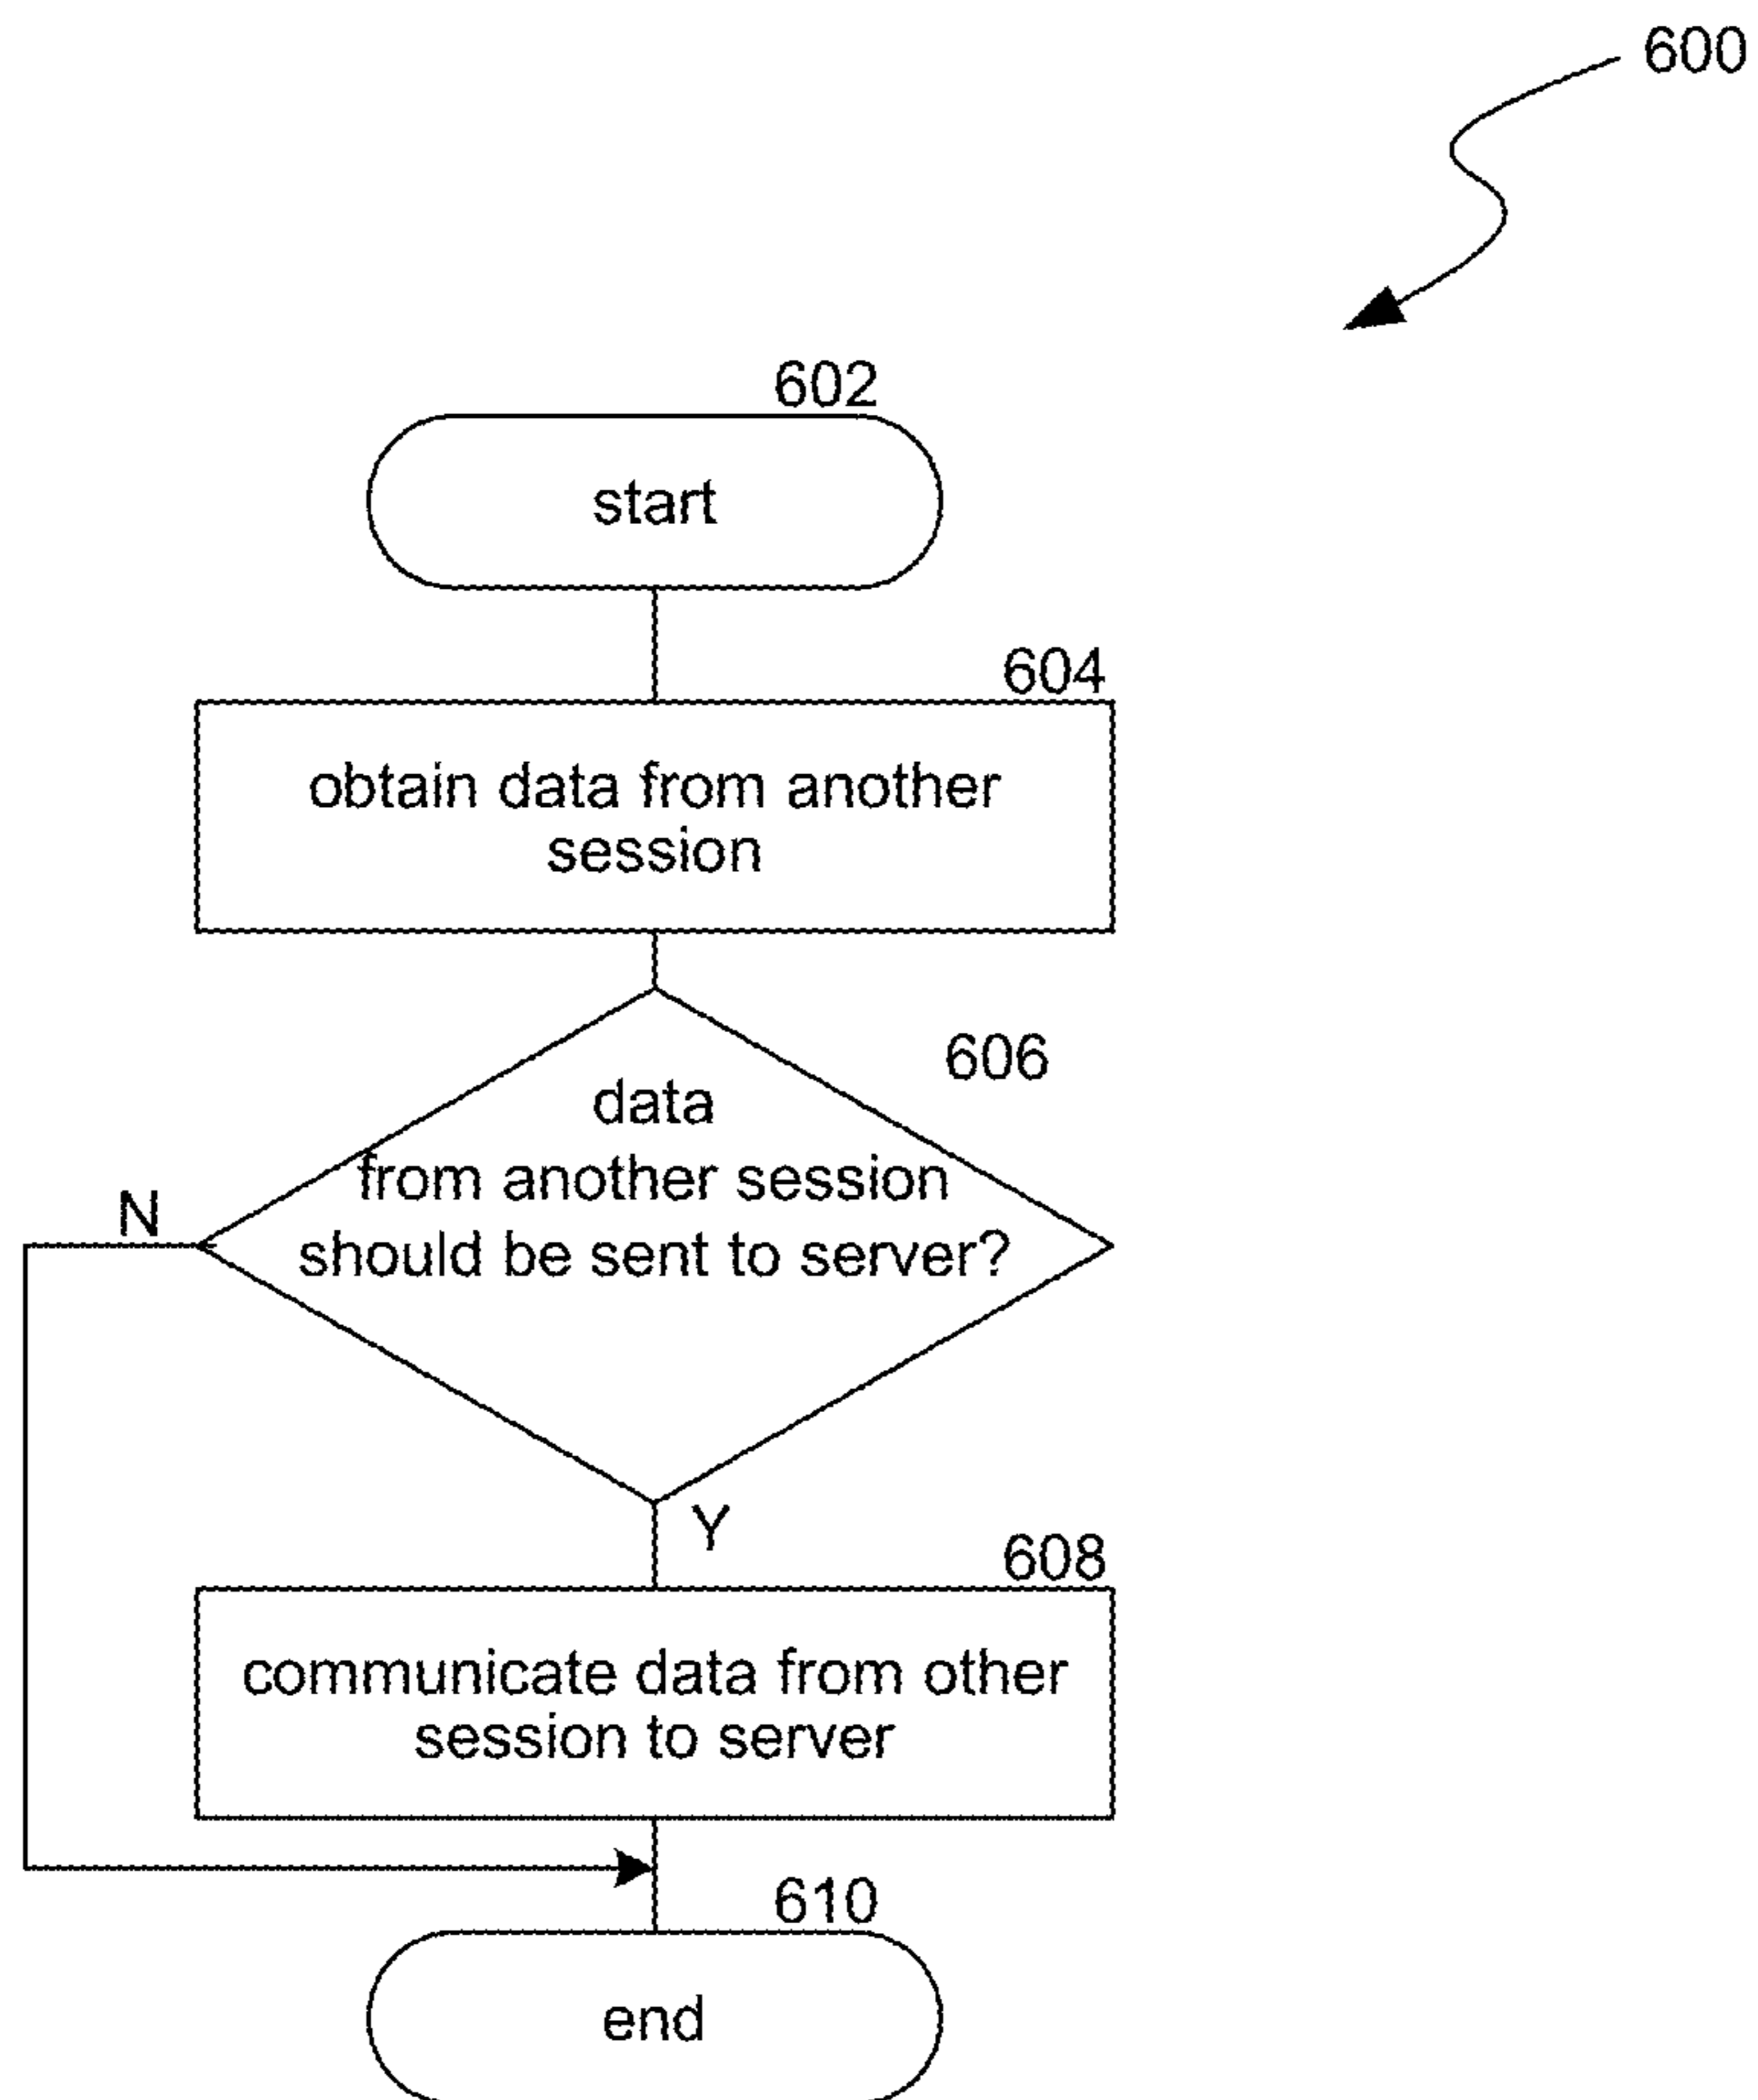 600
602
start
604
obtain data from another
session
606
data
from another session
should be sent to server?
N
Y
608
communicate data from other
session to server
610
end